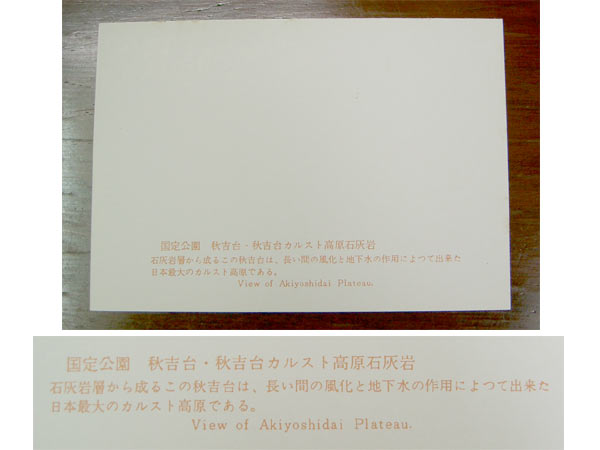 国定公園 秋吉台・秋吉台カルスト高原石灰岩
石灰岩層から成るこの秋吉台は、長い間の風化と地下水の作用によつて出来た
日本最大のカルスト高原である。
View of Akiyoshidai Plateau.
国定公園 秋吉台・秋吉台カルスト高原石灰岩
石灰岩層から成るこの秋吉台は、長い間の風化と地下水の作用によつて出来た
日本最大のカルスト高原である。
View of Akiyoshidai Plateau.